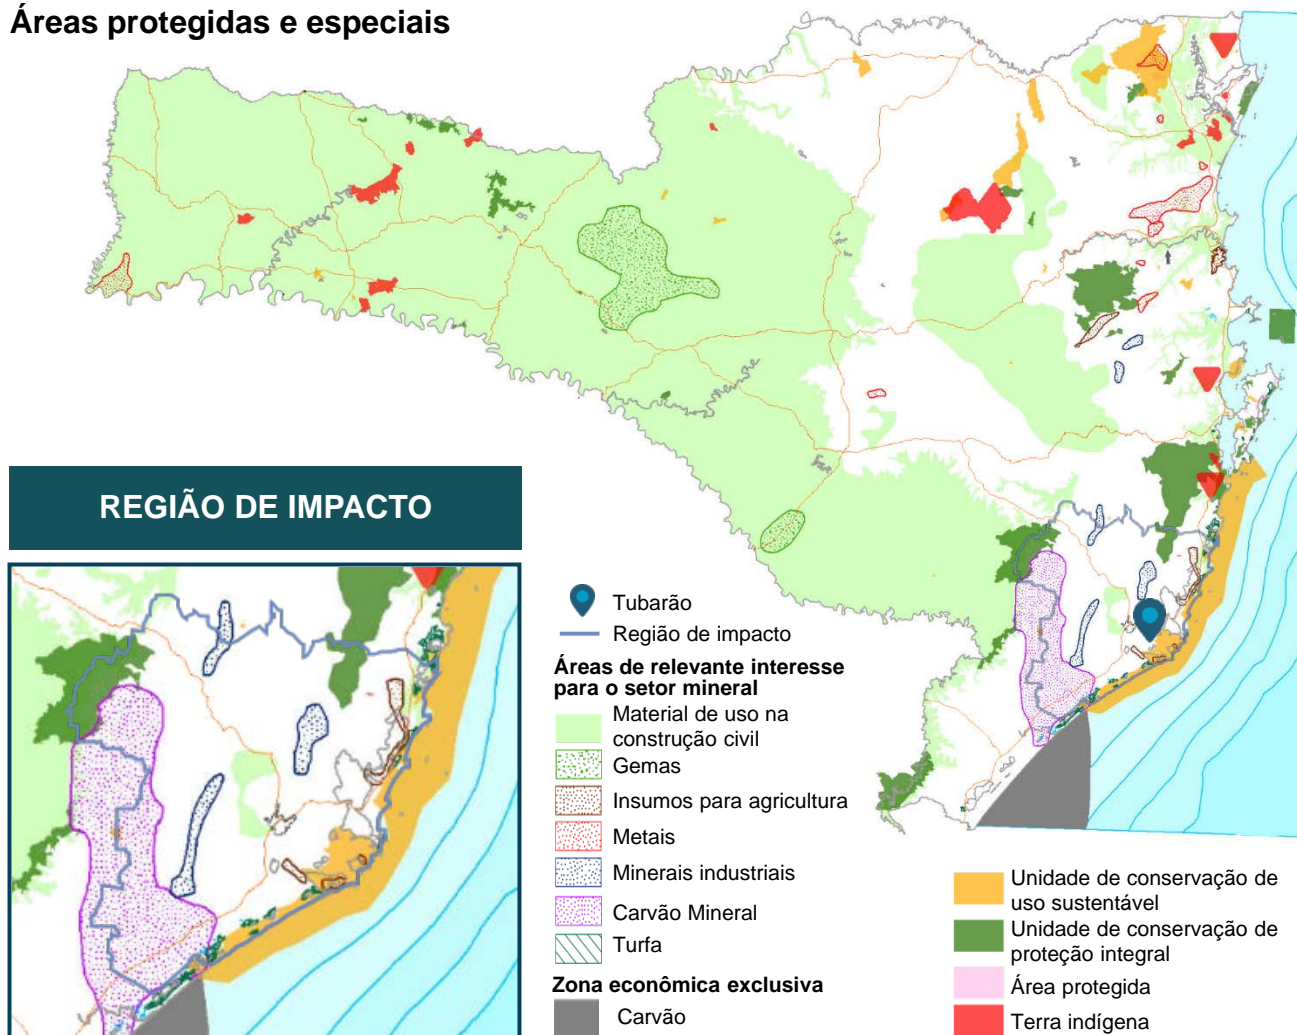 Áreas protegidas e especiais
REGIÃO DE IMPACTO
Tubarão
Região de impacto
Áreas de relevante interesse
para o setor mineral
Material de uso na
construção civil
Gemas
Insumos para agricultura
Metais
Minerais industriais
Carvão Mineral
Turfa
Zona econômica exclusiva
Carvão
Unidade de conservação de
uso sustentável
Unidade de conservação de
proteção integral
Área protegida
Terra indígena